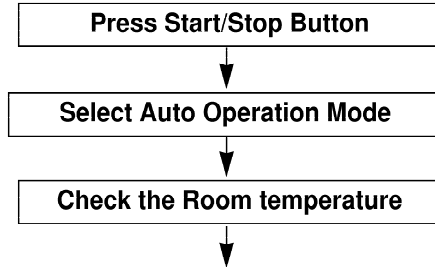 Press Start/Stop Button
Select Auto Operation Mode
Check the Room temperature